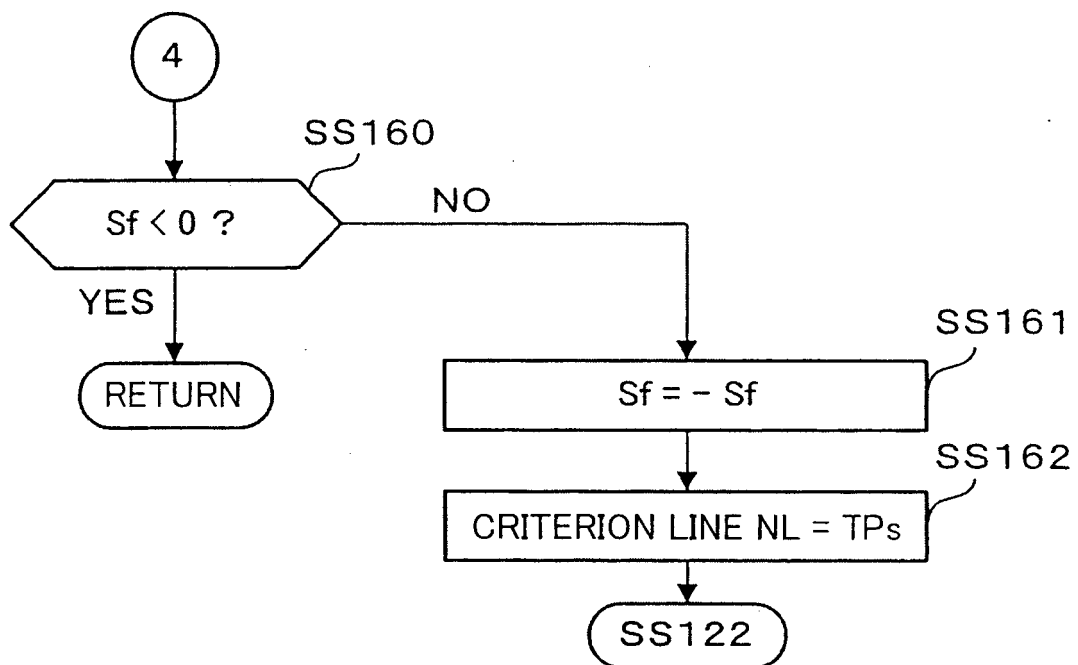 4
SS160
Sf < 0 ?
NO
YES
RETURN
SS161
Sf = - Sf
SS162
CRITERION LINE NL = TPs
SS122